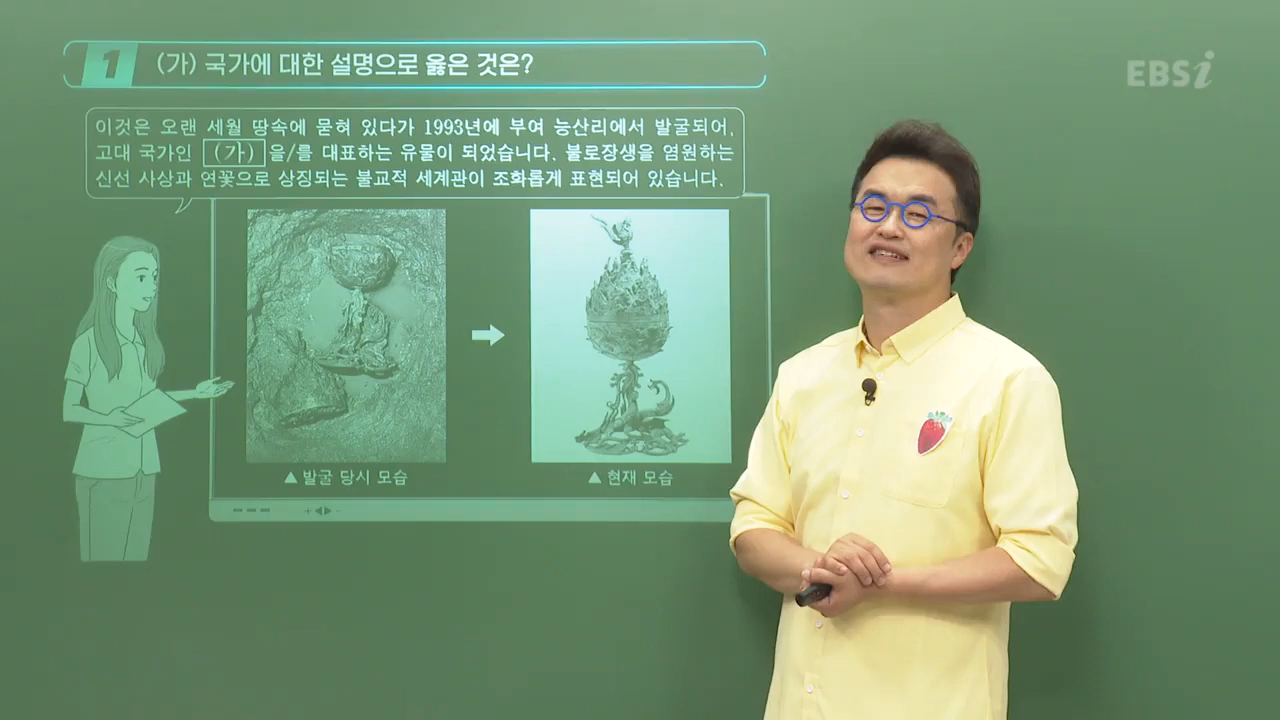 1 (가) 국가에 대한 설명으로 옳은 것은?
EBSi
이것은 오랜 세월 땅속에 묻혀 있다가 1993년에 부여 능산리에서 발굴되어,
고대 국가인 (가) 을/를 대표하는 유물이 되었습니다. 불로장생을 염원하는
신선 사상과 연꽃으로 상징되는 불교적 세계관이 조화롭게 표현되어 있습니다.
▲발굴 당시 모습
▲현재 모습